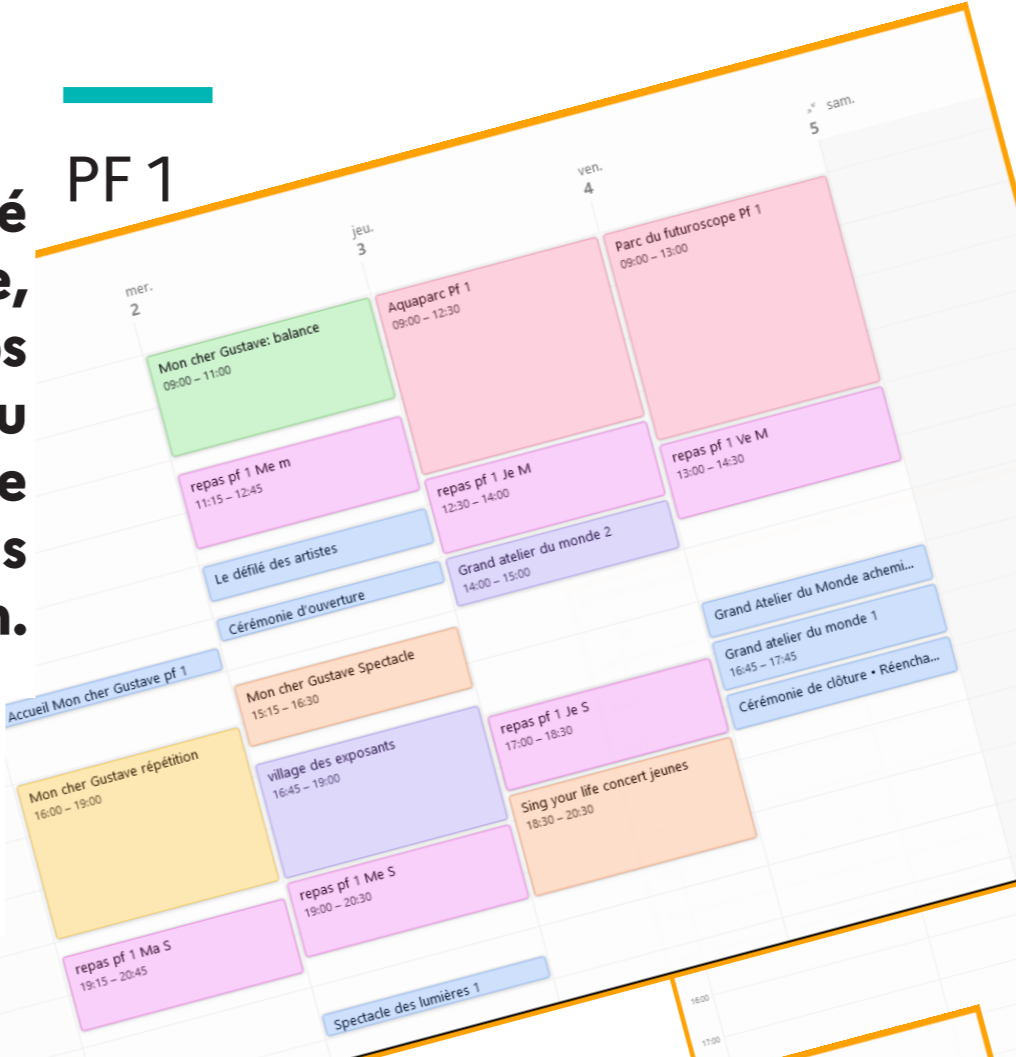 PF 1
é
e,
s
u
e
s
n.
mer.
2
jeu.
3
ven.
4
sam.
5
Accueil Mon cher Gustave pf 1
Mon cher Gustave répétition
16:00 – 19:00
repas pf 1 Ma S
19:15 – 20:45
Mon cher Gustave: balance
09:00 – 11:00
repas pf 1 Me m
11:15 – 12:45
Le défilé des artistes
Cérémonie d'ouverture
Mon cher Gustave Spectacle
15:15 – 16:30
village des exposants
16:45 – 19:00
repas pf 1 Me S
19:00 – 20:30
Spectacle des lumières 1
Aquaparc Pf 1
09:00 – 12:30
repas pf 1 Je M
12:30 – 14:00
Grand atelier du monde 2
14:00 – 15:00
repas pf 1 Je S
17:00 – 18:30
Sing your life concert jeunes
18:30 – 20:30
Parc du futuroscope Pf 1
09:00 – 13:00
repas pf 1 Ve M
13:00 – 14:30
Grand Atelier du Monde achemi...
Grand atelier du monde 1
16:45 – 17:45
Cérémonie de clôture • Réencha...
16:00
17:00